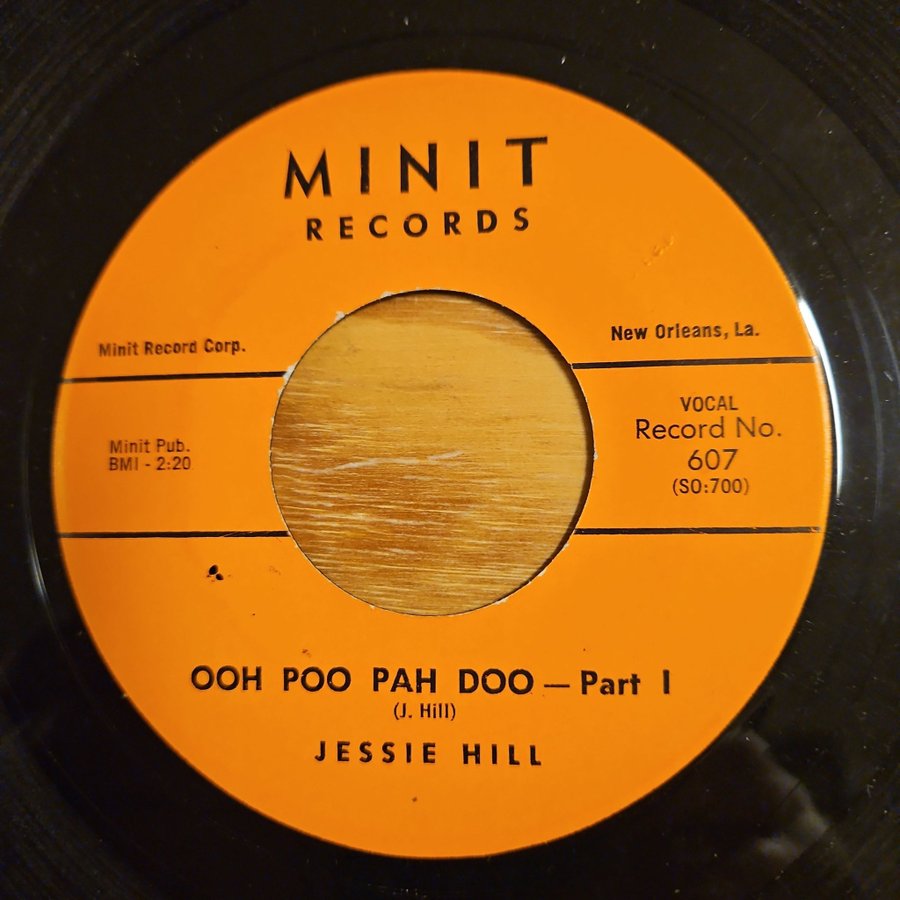 MINIT
RECORDS
Minit Record Corp.
New Orleans, La.
Minit Pub.
BMI - 2:20
VOCAL
Record No.
607
(SO:700)
OOH POO PAH DOO — Part I
(J. Hill)
JESSIE HILL